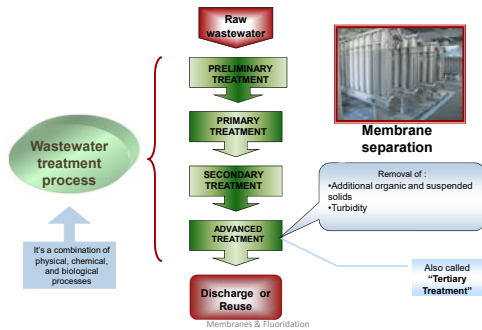 Raw
wastewater
PRELIMINARY
TREATMENT
PRIMARY
TREATMENT
Membrane
separation
Wastewater
treatment
process
SECONDARY
TREATMENT
Removal of :
•Additional organic and suspended
solids
•Turbidity
ADVANCED
TREATMENT
It's a combination of
physical, chemical,
and biological
processes
Also called
“Tertiary
Treatment”
Discharge or
Reuse
Membranes & Fluoridation